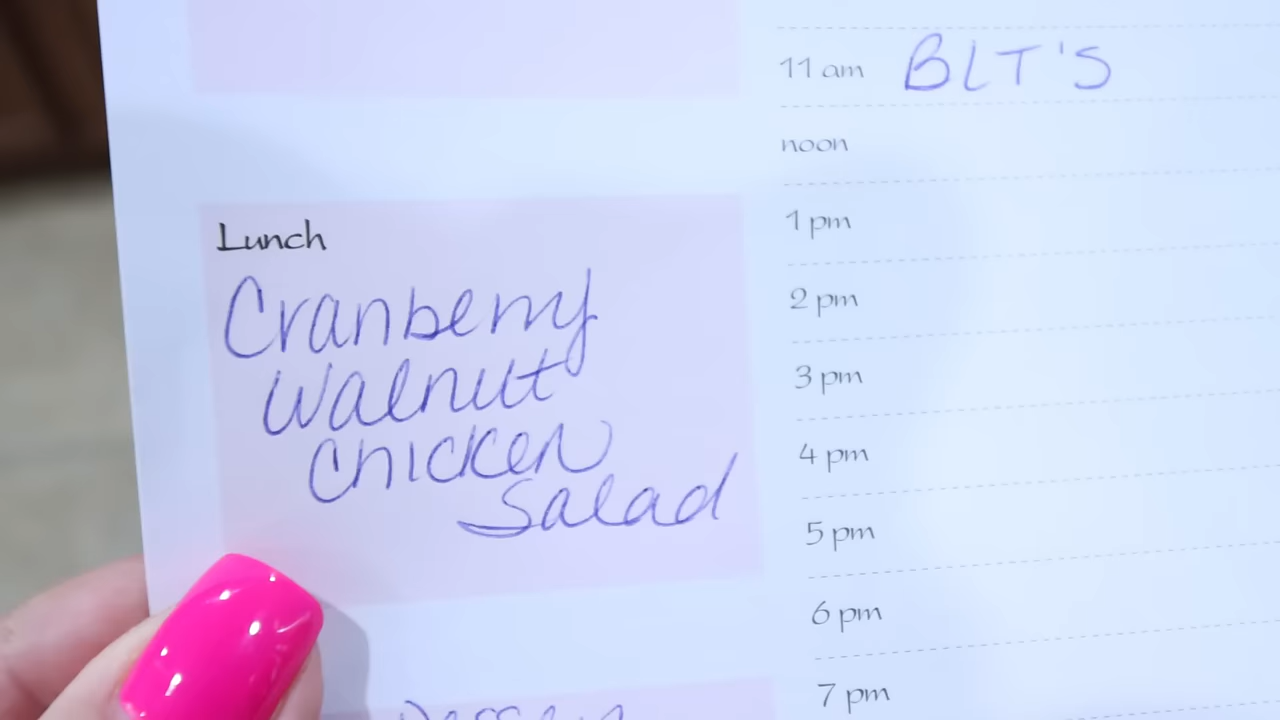 Lunch
Cranberry
Walnut
Chicken
Salad
11 am BLT'S
noon
1 pm
2 pm
3 pm
4 pm
5 pm
6 pm
7 pm